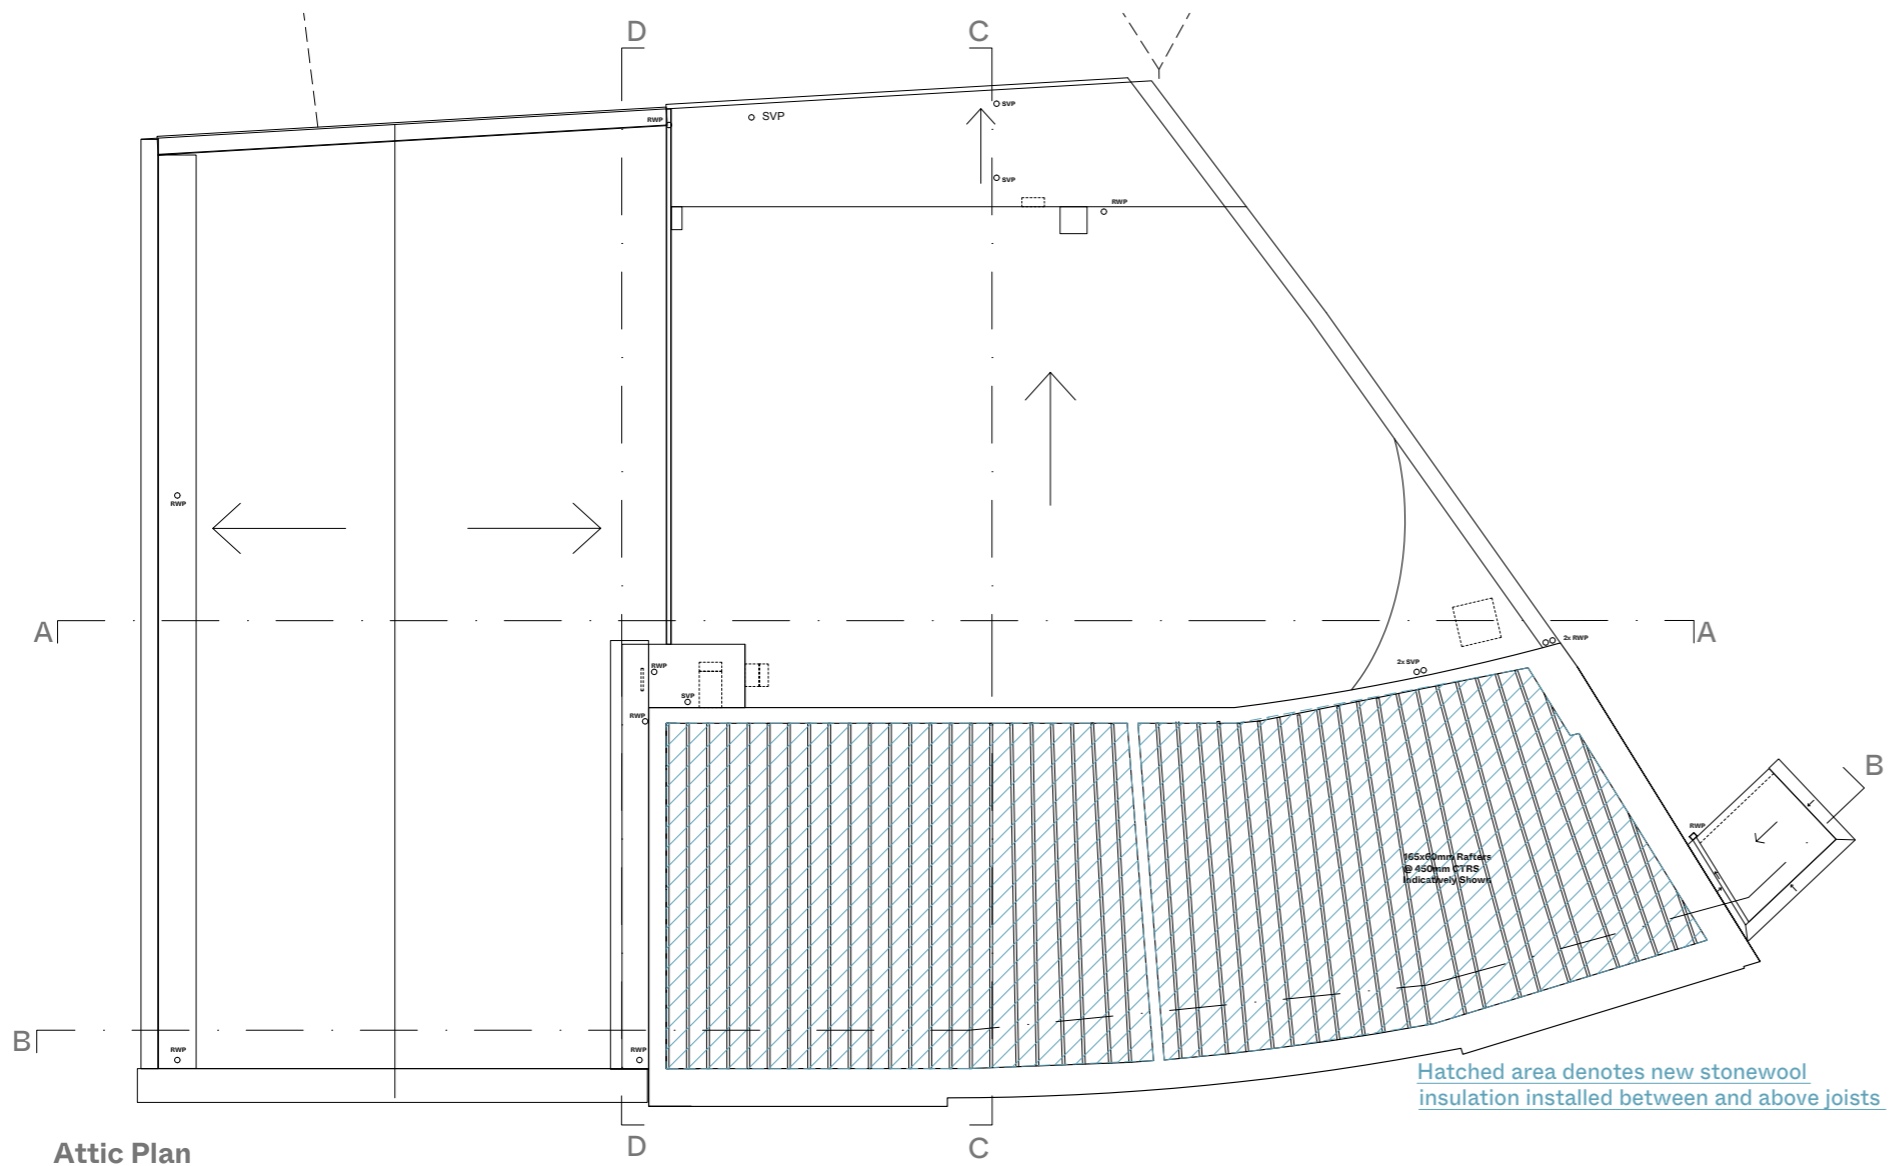 D
C
SVP
RWP
SVP
SVP
RWP
RWP
A
A
2x RWP
2x SVP
RWP
SVP
RWP
B
RWP
165x60mm Rafters
@ 450mm CTRS
Indicatively Shown
B
RWP
RWP
Hatched area denotes new stonewool
insulation installed between and above joists
D
C
Attic Plan